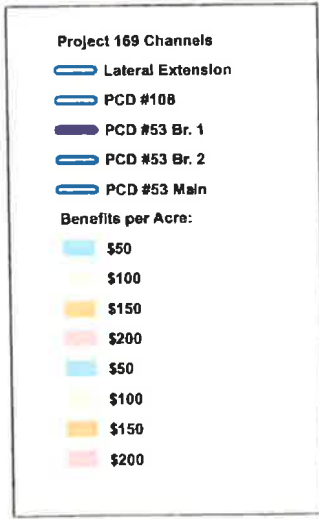 Project 169 Channels
Lateral Extension
PCD #108
PCD #53 Br. 1
PCD #53 Br. 2
PCD #53 Main
Benefits per Acre:
$50
$100
$150
$200
$50
$100
$150
$200